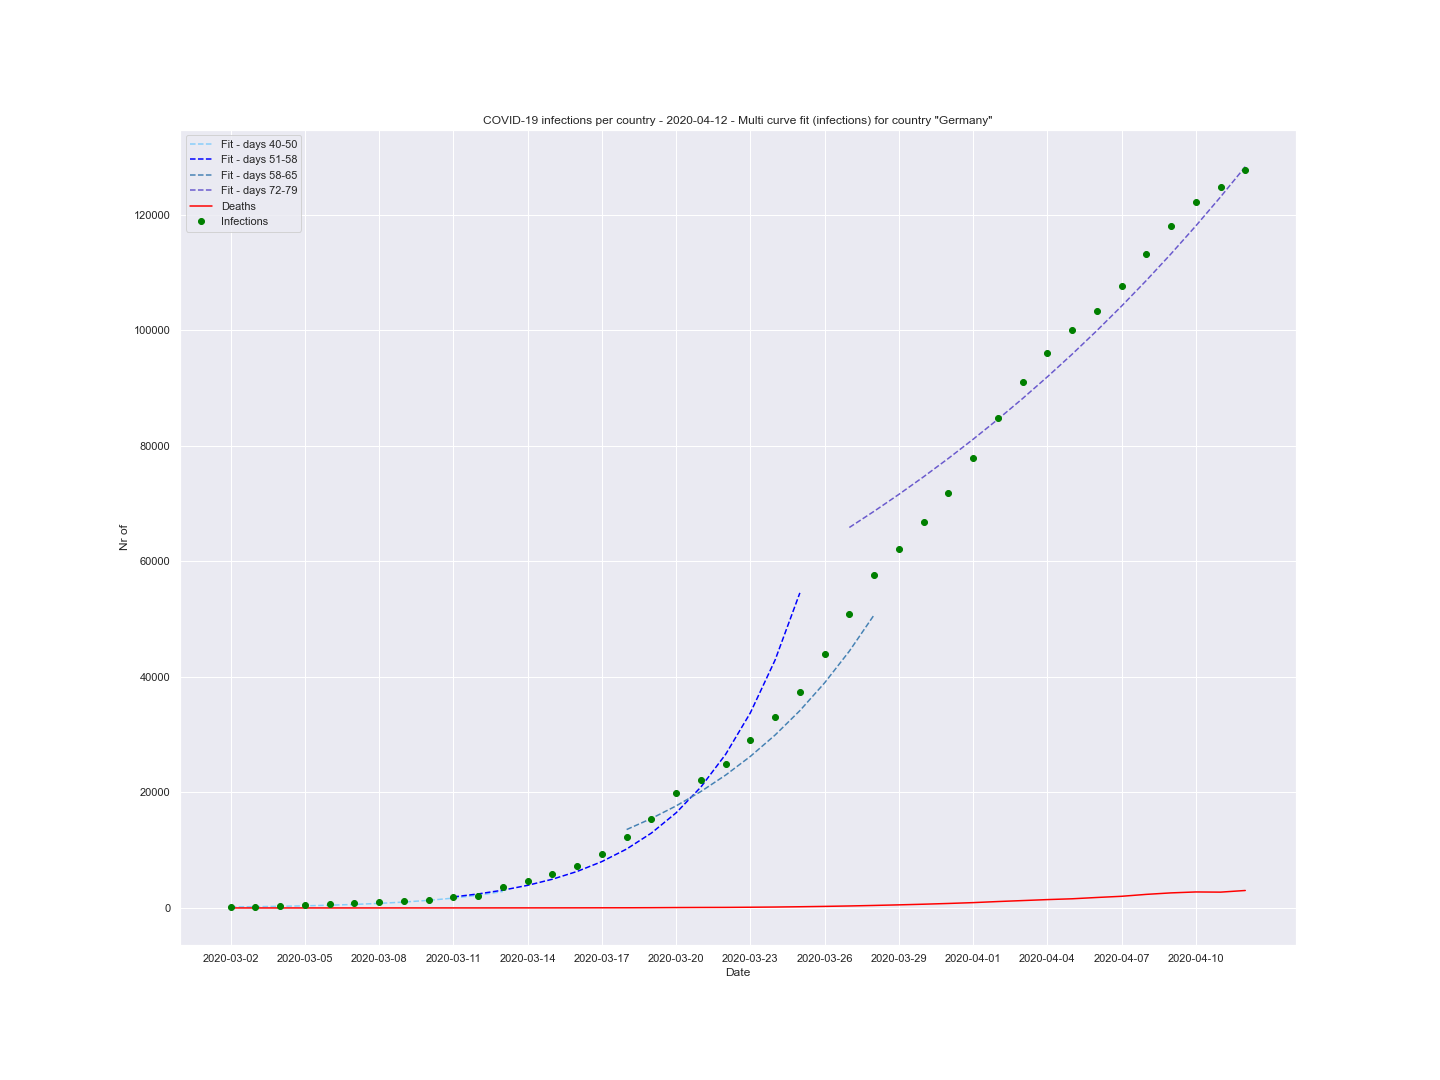 COVID-19 infections per country - 2020-04-12 - Multi curve fit (infections) for country "Germany"
Fit - days 40-50
Fit - days 51-58
Fit - days 58-65
Fit - days 72-79
Deaths
Infections
120000
100000
80000
60000
40000
20000
0
Nr of
2020-03-02 2020-03-05 2020-03-08 2020-03-11 2020-03-14 2020-03-17 2020-03-20 2020-03-23 2020-03-26 2020-03-29 2020-04-01 2020-04-04 2020-04-07 2020-04-10
Date